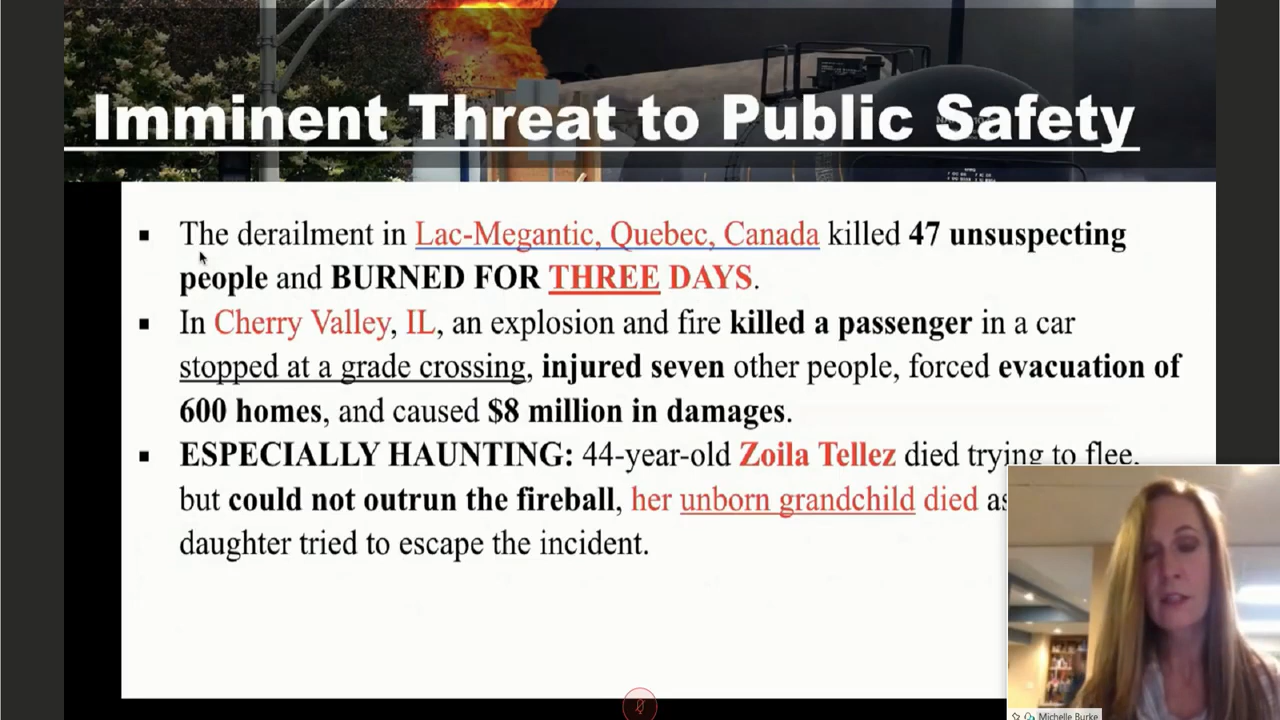 Imminent Threat to Public Safety
▪ The derailment in Lac-Megantic, Quebec, Canada killed 47 unsuspecting
people and BURNED FOR THREE DAYS.
▪ In Cherry Valley, IL, an explosion and fire killed a passenger in a car
stopped at a grade crossing, injured seven other people, forced evacuation of
600 homes, and caused $8 million in damages.
▪ ESPECIALLY HAUNTING: 44-year-old Zoila Tellez died trying to flee,
but could not outrun the fireball, her unborn grandchild died as
daughter tried to escape the incident.
Michelle Burke